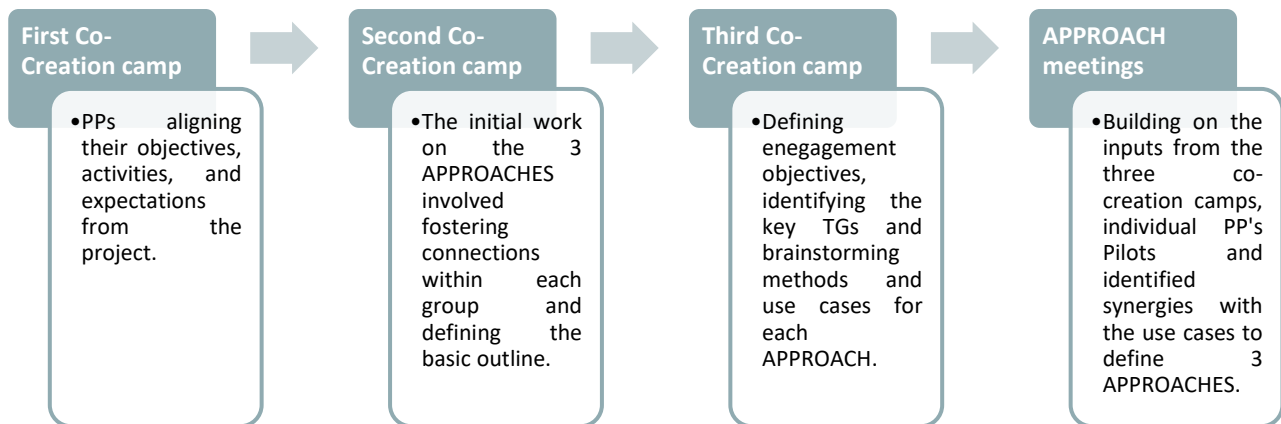 First Co-
Creation camp
•PPs aligning
their objectives,
activities, and
expectations
from the
project.
Second Co-
Creation camp
•The initial work
on the 3
APPROACHES
involved
fostering
connections
within each
group and
defining the
basic outline.
Third Co-
Creation camp
•Defining
enegagement
objectives,
identifying the
key TGs and
brainstorming
methods and
use cases for
each
APPROACH.
APPROACH
meetings
•Building on the
inputs from the
three co-
creation camps,
individual PP's
Pilots and
identified
synergies with
the use cases to
define 3
APPROACHES.